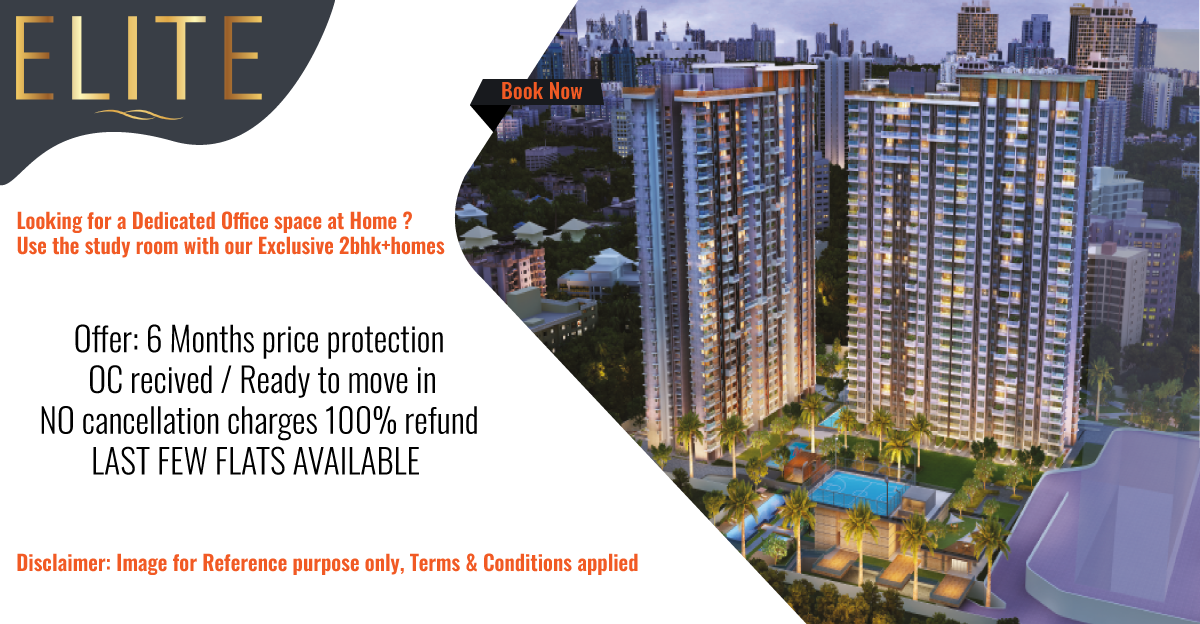 ELITE
Book Now
Looking for a Dedicated Office space at Home ?
Use the study room with our Exclusive 2bhk+homes
Offer: 6 Months price protection
OC recived / Ready to move in
NO cancellation charges 100% refund
LAST FEW FLATS AVAILABLE
Disclaimer: Image for Reference purpose only, Terms & Conditions applied